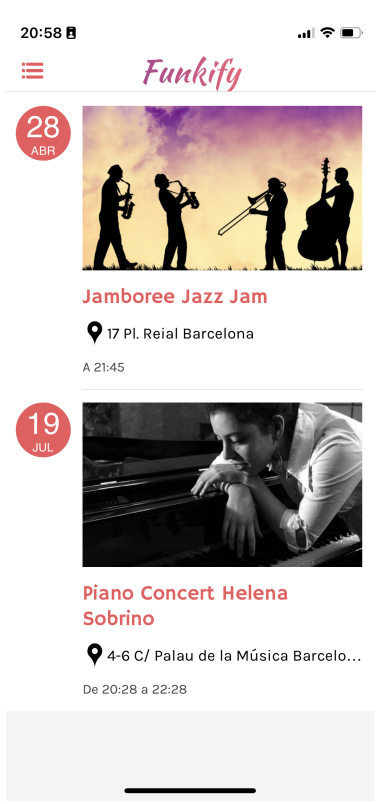 20:58
Funkify
28
ABR
Jamboree Jazz Jam
17 Pl. Reial Barcelona
A 21:45
19
JUL
Piano Concert Helena
Sobrino
4-6 C/ Palau de la Música Barcelo…
De 20:28 a 22:28